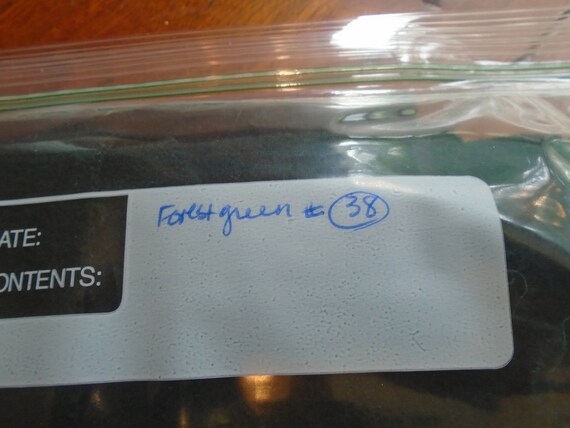 Forest green # 38
ATE:
ONTENTS: